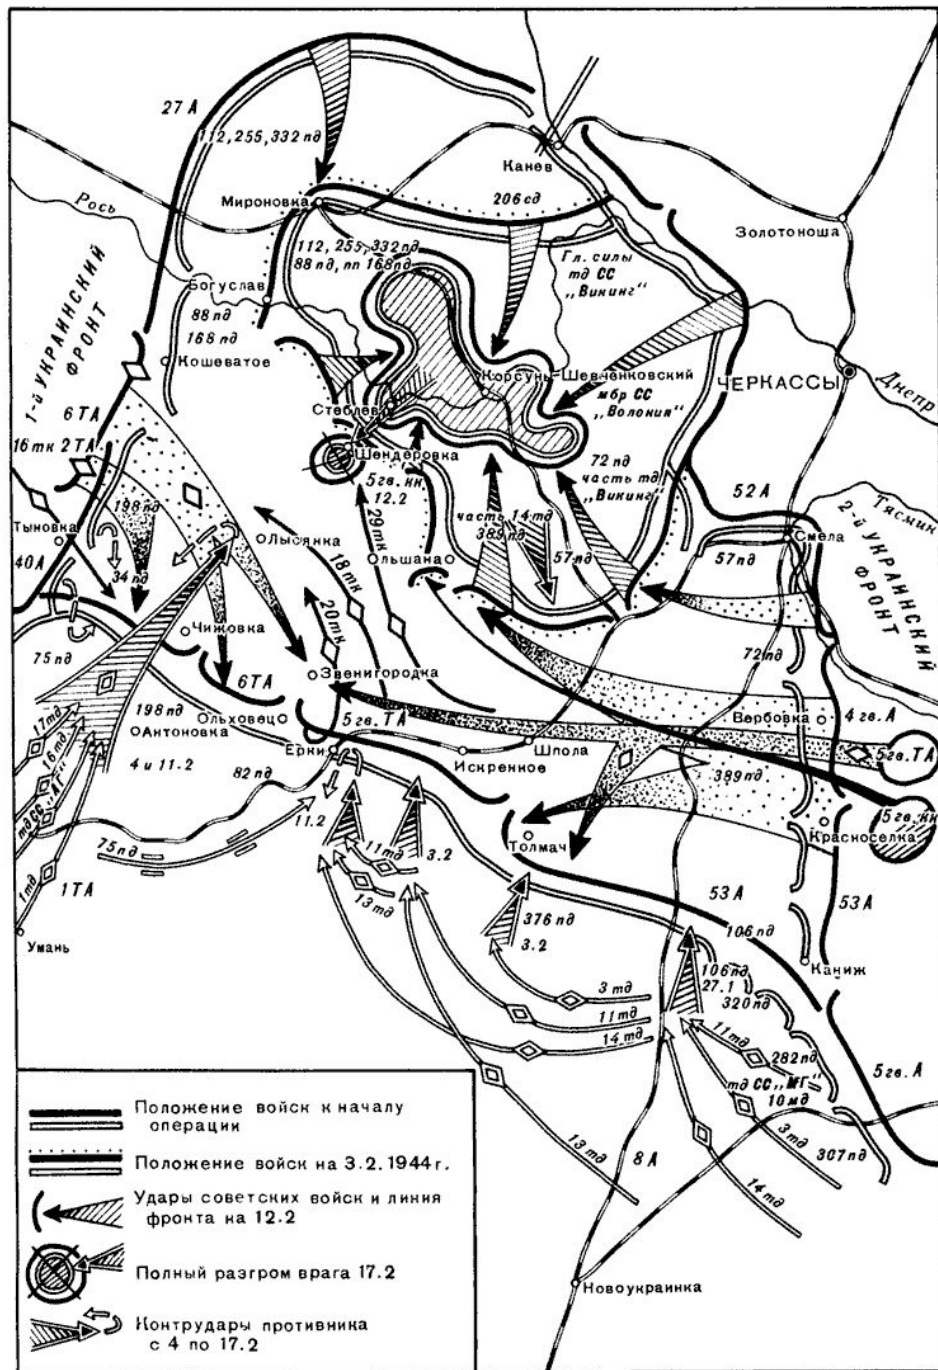 27 А
112, 255, 332 пд
Канев
Рось
Мироновка
206 сд
Золотоноша
112, 255, 332 пд
88 пд, пп 168 пд
Гл. силы
тд СС
„Викинг"
1-й УКРАИНСКИЙ
ФРОНТ
Богуслав
88 пд
168 пд
Кошеватое
Корсунь-Шевченковский
мбр СС
„Волония"
ЧЕРКАССЫ
Днепр
6 ТА
16 тк 2 ТА
Стеблев
Шендеровка
5 гв. кк
12.2
72 пд
часть тд
„Викинг"
52 А
Тясмин
2-й УКРАИНСКИЙ
ФРОНТ
198 пд
Тыновка
40 А
34 пд
Лысянка
29 тк
18 тк
20 тк
Ольшана
часть 14 тд
389 пд
57 пд
Смела
57 пд
75 пд
Чижовка
Звенигородка
72 пд
6 ТА
198 пд
Ольховец
Антоновка
4 и 11.2
5 гв. ТА
Вербовка
4 гв. А
17 тд
16 тд
тд СС „АГ"
1 тд
Ерки
Искренное
Шпола
5 гв. ТА
389 пд
82 пд
5 гв. кк
Красноселка
75 пд
11.2
Толмач
11 тд
3.2
13 тд
1 ТА
53 А
53 А
376 пд
3.2
106 пд
Умань
Каниж
106 пд
27.1
320 пд
3 тд
11 тд
14 тд
11 тд
282 пд
тд СС „МГ"
10 мд
5 гв. А
13 тд
8 А
3 тд
307 пд
14 тд
Новоукраинка
Положение войск к началу
операции
Положение войск на 3.2.1944 г.
Удары советских войск и линия
фронта на 12.2
Полный разгром врага 17.2
Контрудары противника
с 4 по 17.2